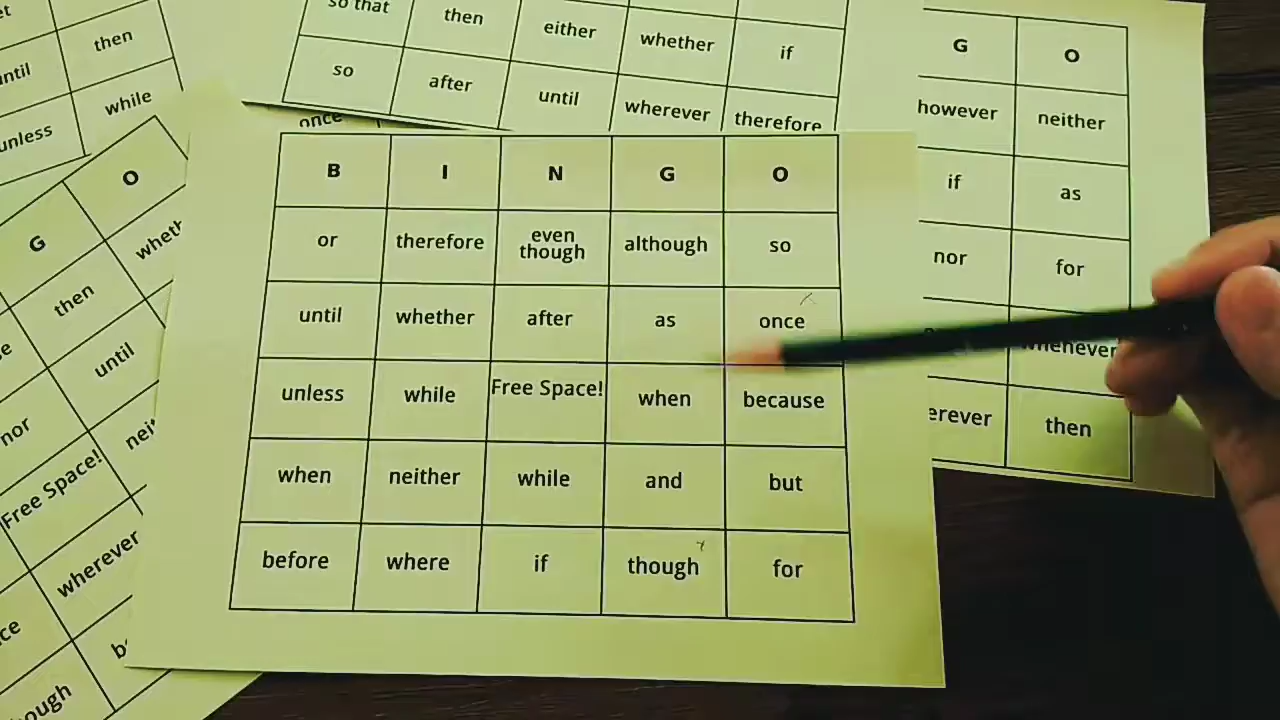 then
until
unless
while
so that
then
either
whether
if
so
after
until
wherever
therefore
once
G
O
however
neither
if
as
nor
for
whenever
then
G
O
then
until
nor
Free Space!
wherever
B I N G O
or therefore even though although so
until whether after as once
unless while Free Space! when because
when neither while and but
before where if though for